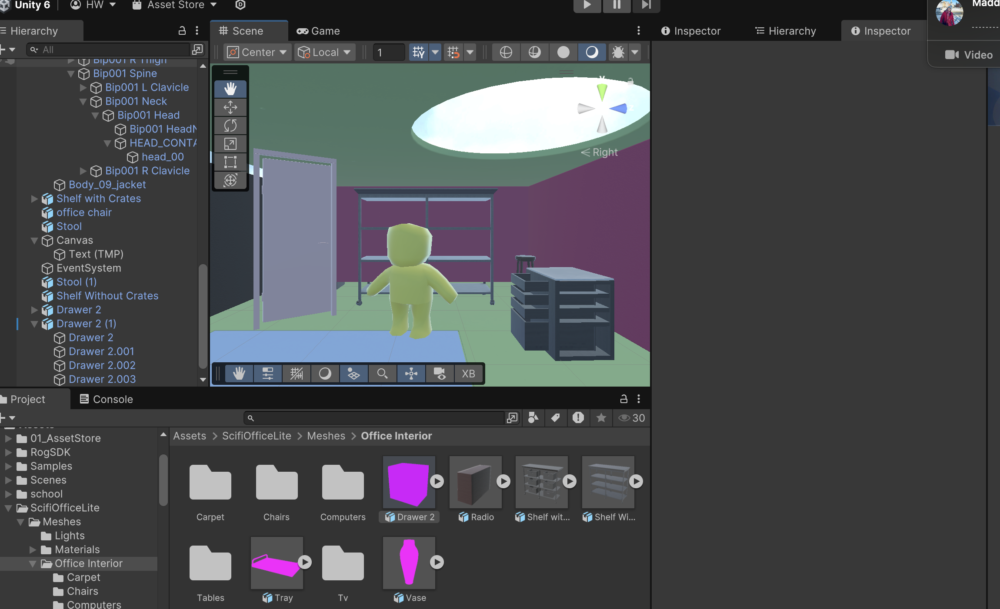 Unity 6
HW
Asset Store
Madd
Hierarchy
Scene
Game
Inspector
Hierarchy
Inspector
All
Center
Local
1
Video
Bip001 R Thigh
Bip001 Spine
Bip001 L Clavicle
Bip001 Neck
Bip001 Head
Bip001 HeadN
HEAD_CONTA
head_00
Bip001 R Clavicle
Body_09_jacket
Shelf with Crates
office chair
Stool
Canvas
Text (TMP)
EventSystem
Stool (1)
Shelf Without Crates
Drawer 2
Drawer 2 (1)
Drawer 2
Drawer 2.001
Drawer 2.002
Drawer 2.003
y
z
Right
XB
Project
Console
30
Assets
01_AssetStore
RogSDK
Samples
Scenes
school
ScifiOfficeLite
Meshes
Lights
Materials
Office Interior
Carpet
Chairs
Computers
Assets > ScifiOfficeLite > Meshes > Office Interior
Carpet
Chairs
Computers
Drawer 2
Radio
Shelf wit...
Shelf Wi...
Tables
Tray
Tv
Vase